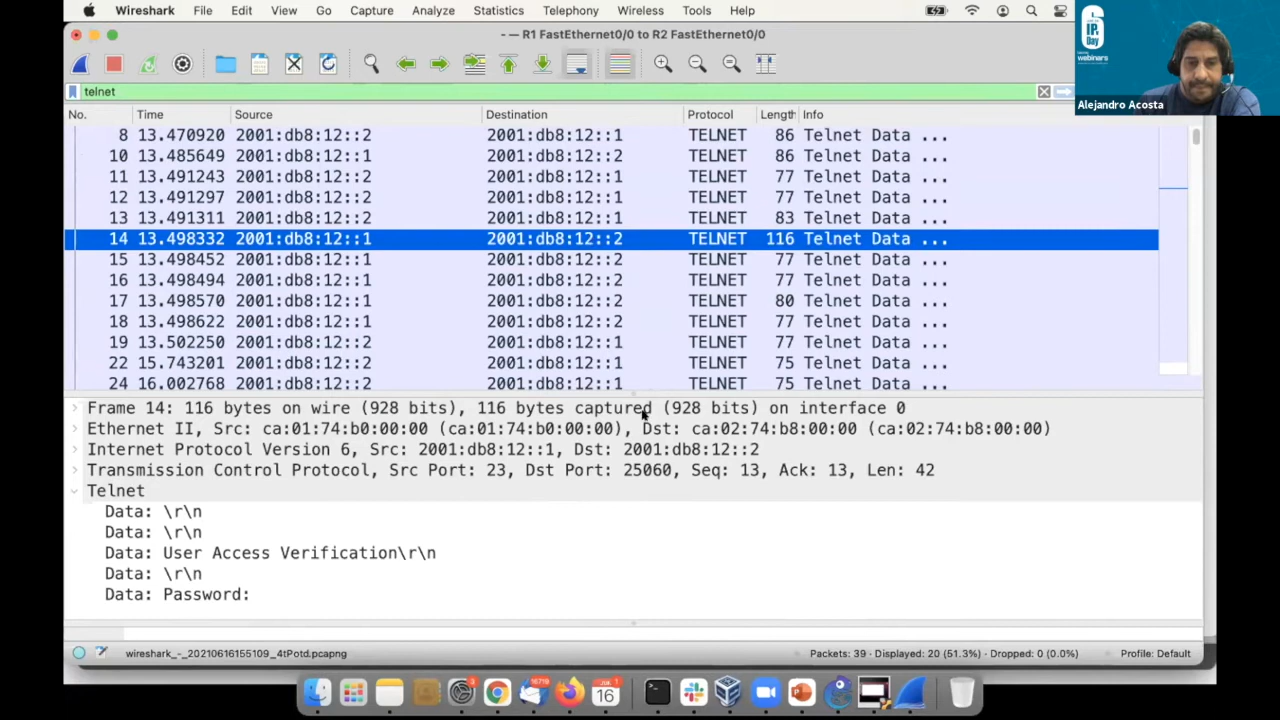 Wireshark File Edit View Go Capture Analyze Statistics Telephony Wireless Tools Help
- — R1 FastEthernet0/0 to R2 FastEthernet0/0
IP Day
webinars
Alejandro Acosta
telnet
No. Time Source Destination Protocol Length Info
8 13.470920 2001:db8:12::2 2001:db8:12::1 TELNET 86 Telnet Data ...
10 13.485649 2001:db8:12::1 2001:db8:12::2 TELNET 86 Telnet Data ...
11 13.491243 2001:db8:12::1 2001:db8:12::2 TELNET 77 Telnet Data ...
12 13.491297 2001:db8:12::2 2001:db8:12::1 TELNET 77 Telnet Data ...
13 13.491311 2001:db8:12::2 2001:db8:12::1 TELNET 83 Telnet Data ...
14 13.498332 2001:db8:12::1 2001:db8:12::2 TELNET 116 Telnet Data ...
15 13.498452 2001:db8:12::1 2001:db8:12::2 TELNET 77 Telnet Data ...
16 13.498494 2001:db8:12::1 2001:db8:12::2 TELNET 77 Telnet Data ...
17 13.498570 2001:db8:12::1 2001:db8:12::2 TELNET 80 Telnet Data ...
18 13.498622 2001:db8:12::1 2001:db8:12::2 TELNET 77 Telnet Data ...
19 13.502250 2001:db8:12::2 2001:db8:12::1 TELNET 77 Telnet Data ...
22 15.743201 2001:db8:12::2 2001:db8:12::1 TELNET 75 Telnet Data ...
24 16.002768 2001:db8:12::2 2001:db8:12::1 TELNET 75 Telnet Data ...
Frame 14: 116 bytes on wire (928 bits), 116 bytes captured (928 bits) on interface 0
Ethernet II, Src: ca:01:74:b0:00:00 (ca:01:74:b0:00:00), Dst: ca:02:74:b8:00:00 (ca:02:74:b8:00:00)
Internet Protocol Version 6, Src: 2001:db8:12::1, Dst: 2001:db8:12::2
Transmission Control Protocol, Src Port: 23, Dst Port: 25060, Seq: 13, Ack: 13, Len: 42
Telnet
Data: \r\n
Data: \r\n
Data: User Access Verification\r\n
Data: \r\n
Data: Password:
wireshark_-_20210616155109_4tPotd.pcapng Packets: 39 · Displayed: 20 (51.3%) · Dropped: 0 (0.0%) Profile: Default
3 16719 16 1